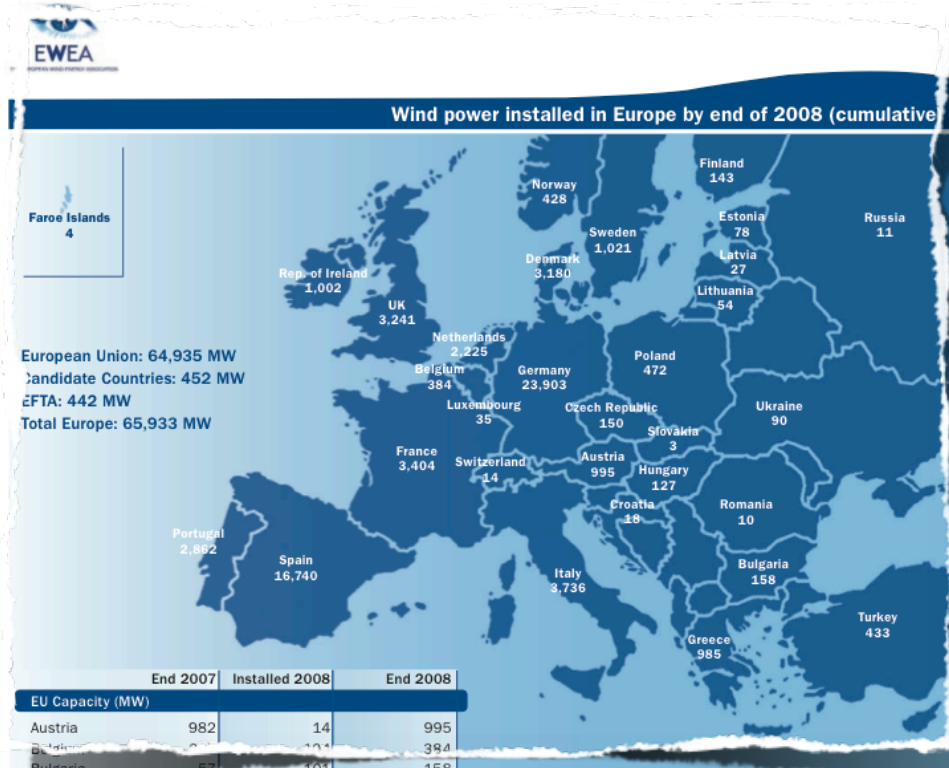 EWEA
Wind power installed in Europe by end of 2008 (cumulative
Finland
143
Norway
428
Faroe Islands
4
Estonia
78
Russia
11
Sweden
1,021
Denmark
3,180
Latvia
27
Rep. of Ireland
1,002
Lithuania
54
UK
3,241
Netherlands
2,225
European Union: 64,935 MW
Candidate Countries: 452 MW
EFTA: 442 MW
Total Europe: 65,933 MW
Poland
472
Belgium
384
Germany
23,903
Luxembourg
35
Czech Republic
150
Ukraine
90
Slovakia
3
France
3,404
Switzerland
14
Austria
995
Hungary
127
Croatia
18
Romania
10
Portugal
2,862
Spain
16,740
Italy
3,736
Bulgaria
158
Turkey
433
Greece
985
End 2007 Installed 2008 End 2008
EU Capacity (MW)
Austria 982 14 995
384